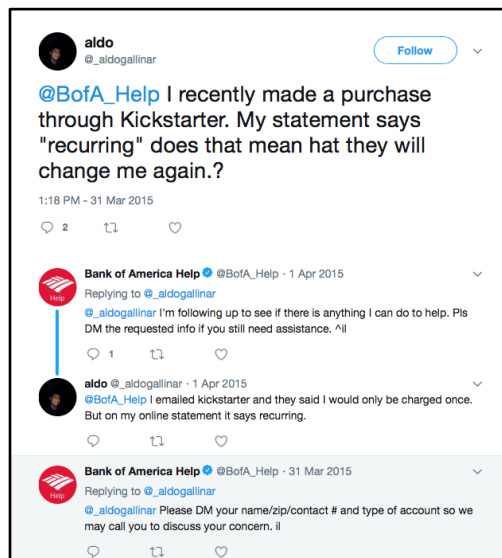 aldo
@_aldogallinar
Follow
@BofA_Help I recently made a purchase
through Kickstarter. My statement says
"recurring" does that mean hat they will
change me again.?
1:18 PM - 31 Mar 2015
2
Bank of America Help @BofA_Help · 1 Apr 2015
Replying to @_aldogallinar
@_aldogallinar I'm following up to see if there is anything I can do to help. Pls
DM the requested info if you still need assistance. ^il
Help
1
aldo @_aldogallinar · 1 Apr 2015
@BofA_Help I emailed kickstarter and they said I would only be charged once.
But on my online statement it says recurring.
Bank of America Help @BofA_Help · 31 Mar 2015
Replying to @_aldogallinar
Help
@_aldogallinar Please DM your name/zip/contact # and type of account so we
may call you to discuss your concern. il